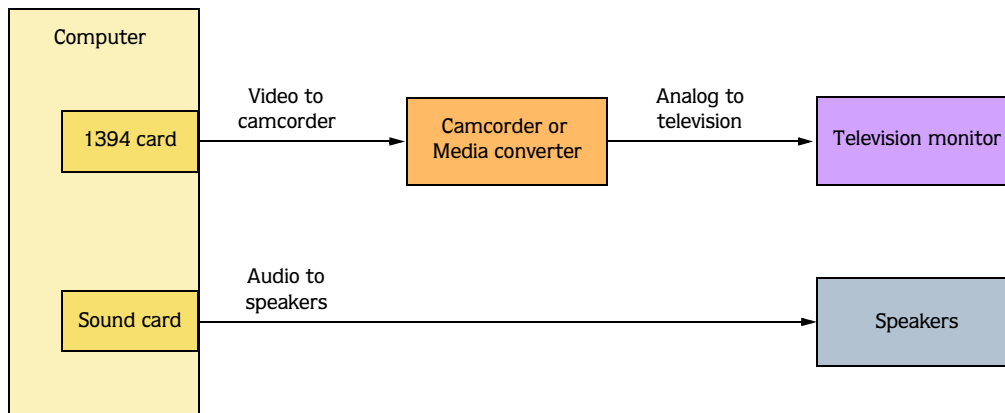 Computer
Video to
camcorder
Analog to
television
1394 card
Camcorder or
Media converter
Television monitor
Audio to
speakers
Sound card
Speakers